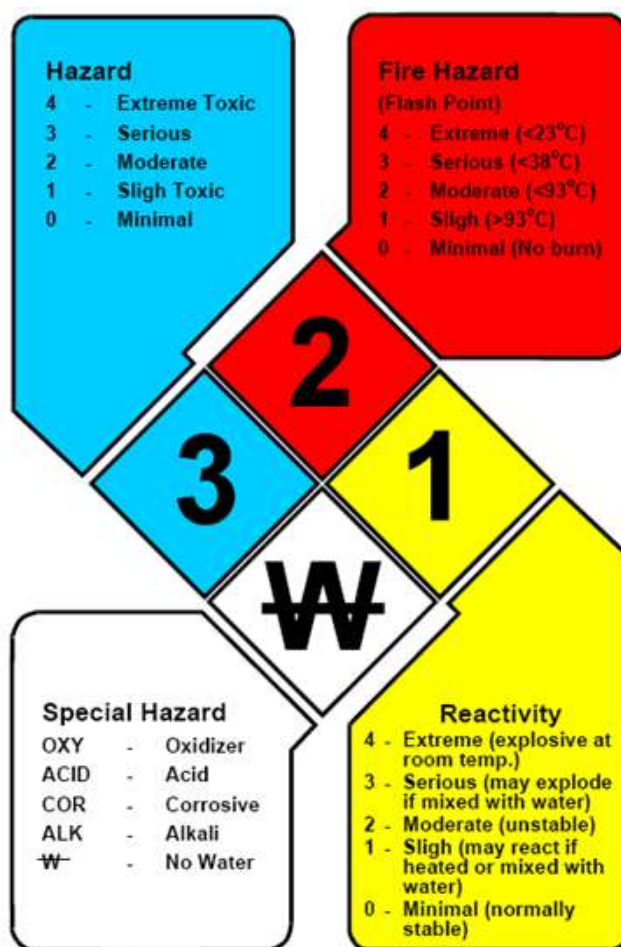 Hazard
4 - Extreme Toxic
3 - Serious
2 - Moderate
1 - Sligh Toxic
0 - Minimal
Fire Hazard
(Flash Point)
4 - Extreme (<23°C)
3 - Serious (<38°C)
2 - Moderate (<93°C)
1 - Sligh (>93°C)
0 - Minimal (No burn)
2
3
1
W
Special Hazard
OXY - Oxidizer
ACID - Acid
COR - Corrosive
ALK - Alkali
W - No Water
Reactivity
4 - Extreme (explosive at
room temp.)
3 - Serious (may explode
if mixed with water)
2 - Moderate (unstable)
1 - Sligh (may react if
heated or mixed with
water)
0 - Minimal (normally
stable)